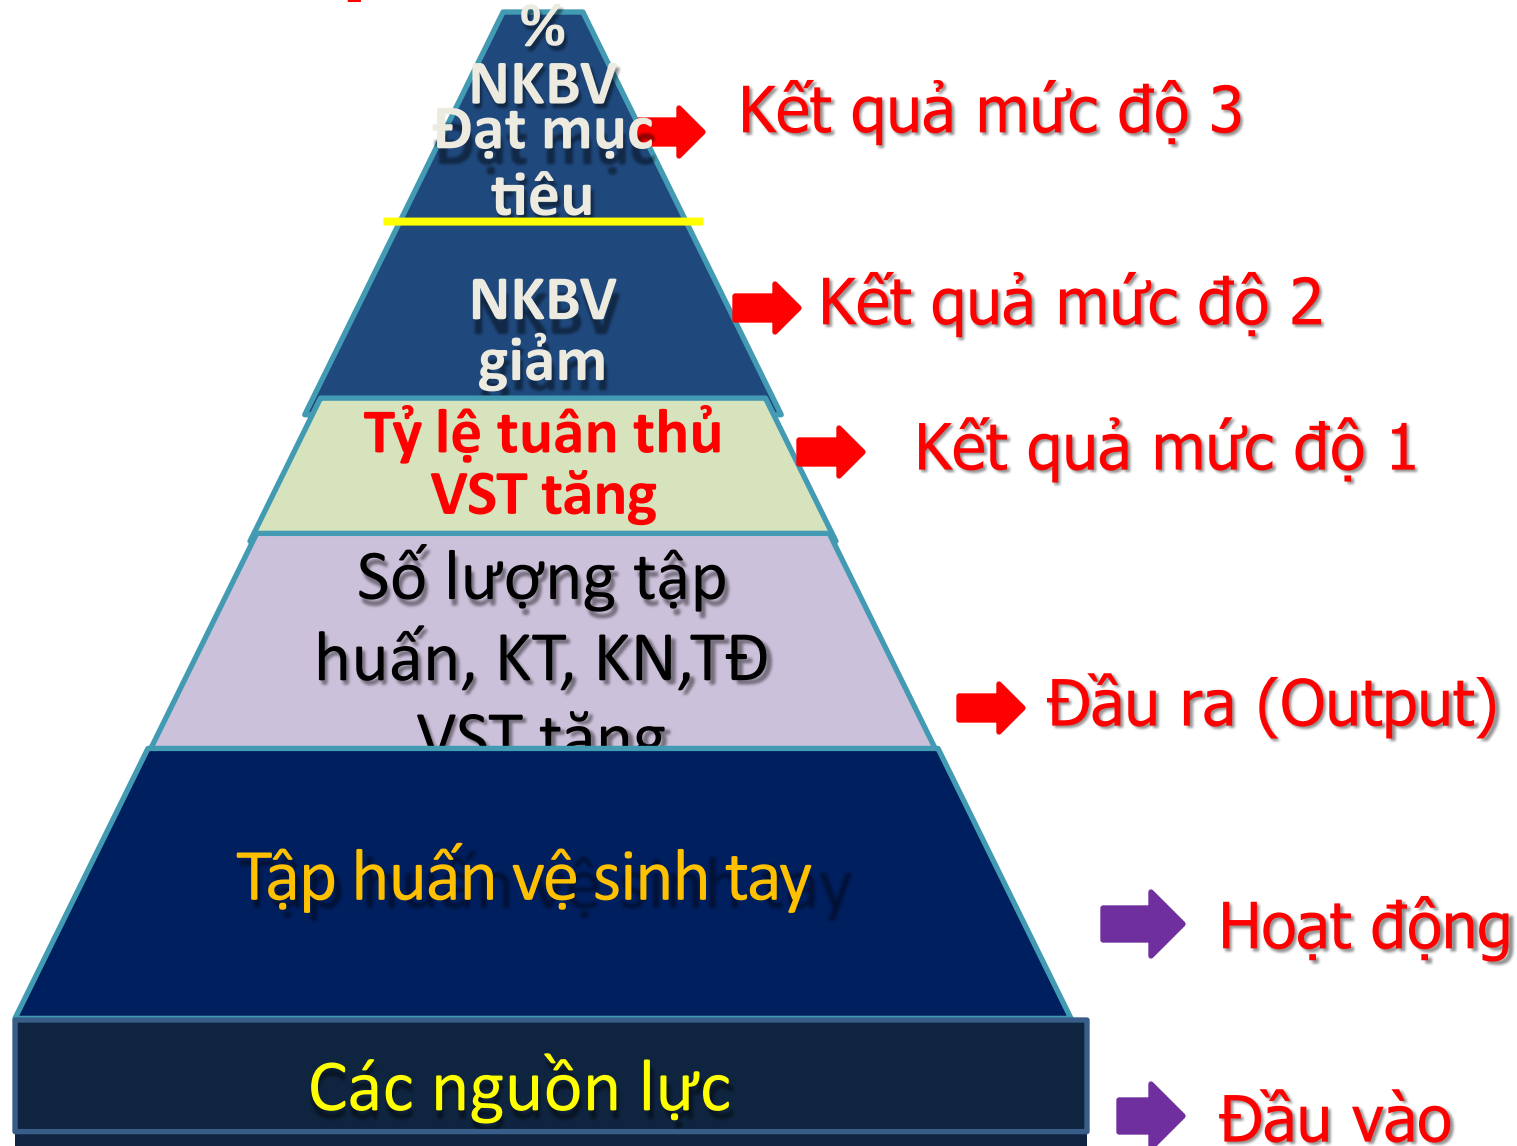 %
NKBV
Đạt mục
tiêu
Kết quả mức độ 3
NKBV
giảm
Kết quả mức độ 2
Tỷ lệ tuân thủ
VST tăng
Kết quả mức độ 1
Số lượng tập
huấn, KT, KN,TĐ
VST tăng
Đầu ra (Output)
Tập huấn vệ sinh tay
Hoạt động
Các nguồn lực
Đầu vào